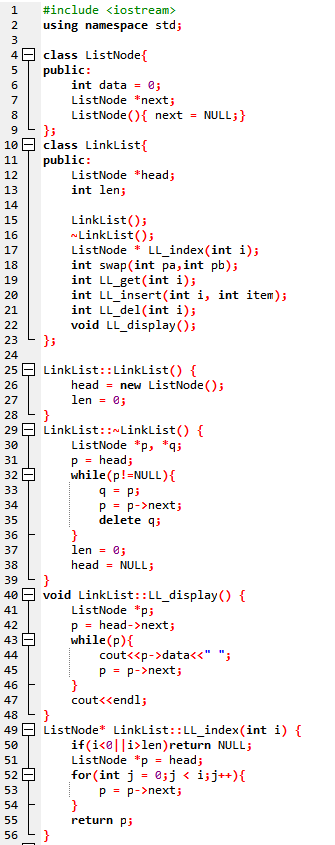 1 #include <iostream>
2 using namespace std;
3
4 class ListNode{
5 public:
6     int data = 0;
7     ListNode *next;
8     ListNode(){ next = NULL;}
9 };
10 class LinkList{
11 public:
12     ListNode *head;
13     int len;
14
15     LinkList();
16     ~LinkList();
17     ListNode * LL_index(int i);
18     int swap(int pa,int pb);
19     int LL_get(int i);
20     int LL_insert(int i, int item);
21     int LL_del(int i);
22     void LL_display();
23 };
24
25 LinkList::LinkList() {
26     head = new ListNode();
27     len = 0;
28 }
29 LinkList::~LinkList() {
30     ListNode *p, *q;
31     p = head;
32     while(p!=NULL){
33         q = p;
34         p = p->next;
35         delete q;
36     }
37     len = 0;
38     head = NULL;
39 }
40 void LinkList::LL_display() {
41     ListNode *p;
42     p = head->next;
43     while(p){
44         cout<<p->data<<" ";
45         p = p->next;
46     }
47     cout<<endl;
48 }
49 ListNode* LinkList::LL_index(int i) {
50     if(i<0||i>len)return NULL;
51     ListNode *p = head;
52     for(int j = 0;j < i;j++){
53         p = p->next;
54     }
55     return p;
56 }